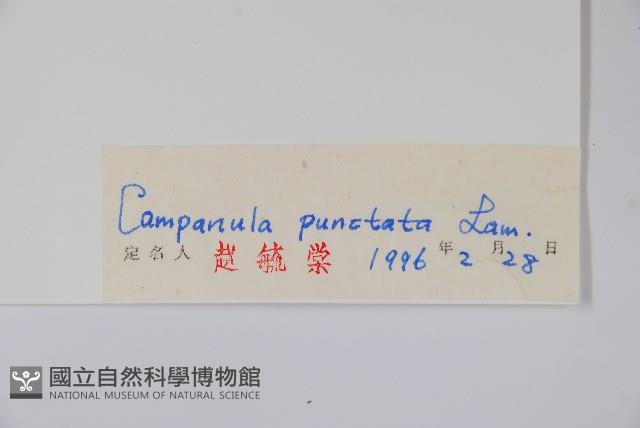 Campanula punctata Lam.
定名人 趙毓棠 1996 年 2 月 28 日
國立自然科學博物館
NATIONAL MUSEUM OF NATURAL SCIENCE